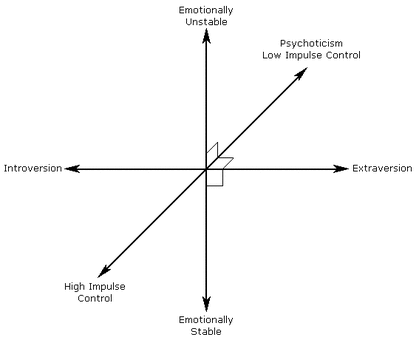 Emotionally
Unstable
Psychoticism
Low Impulse Control
Introversion
Extraversion
High Impulse
Control
Emotionally
Stable